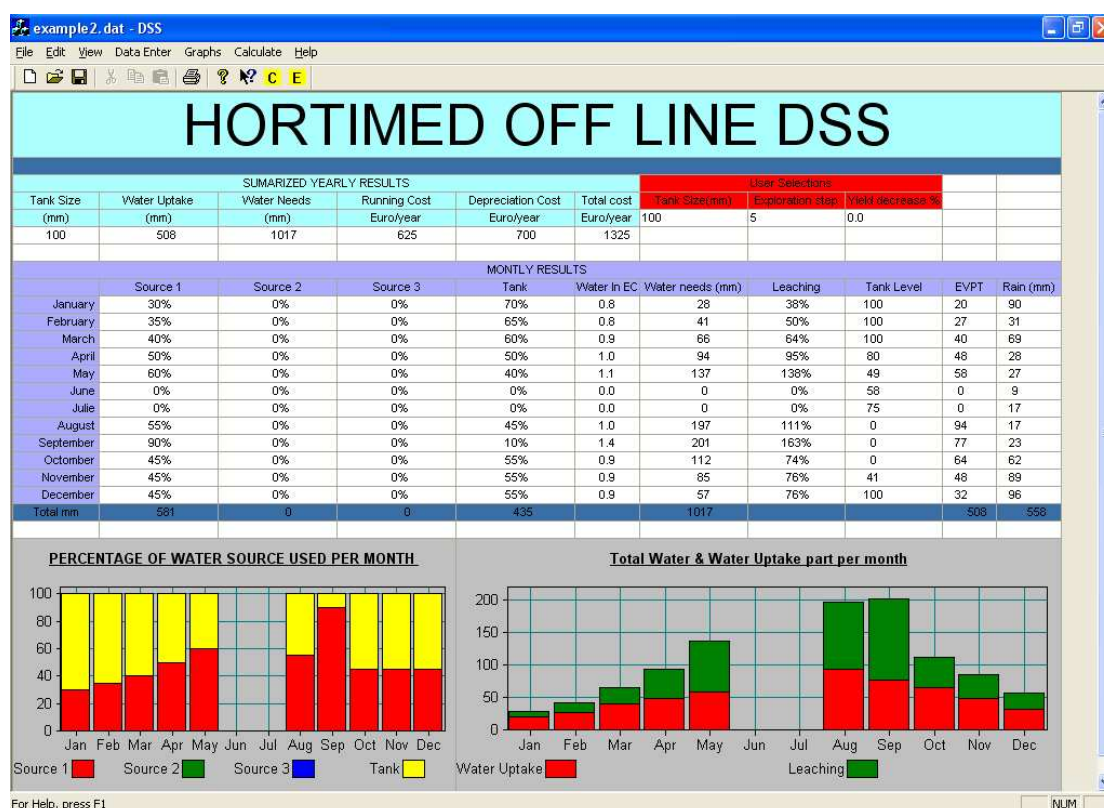 example2.dat - DSS
File Edit View Data Enter Graphs Calculate Help
C E
HORTIMED OFF LINE DSS
SUMARIZED YEARLY RESULTS User Selections
Tank Size Water Uptake Water Needs Running Cost Depreciation Cost Total cost Tank Size(mm) Exploration step Yield decrease %
(mm) (mm) (mm) Euro/year Euro/year Euro/year 100 5 0.0
100 508 1017 625 700 1325
MONTLY RESULTS
Source 1 Source 2 Source 3 Tank Water In EC Water needs (mm) Leaching Tank Level EVPT Rain (mm)
January 30% 0% 0% 70% 0.8 28 38% 100 20 90
February 35% 0% 0% 65% 0.8 41 50% 100 27 31
March 40% 0% 0% 60% 0.9 66 64% 100 40 69
April 50% 0% 0% 50% 1.0 94 95% 80 48 28
May 60% 0% 0% 40% 1.1 137 138% 49 58 27
June 0% 0% 0% 0% 0.0 0 0% 58 0 9
Julie 0% 0% 0% 0% 0.0 0 0% 75 0 17
August 55% 0% 0% 45% 1.0 197 111% 0 94 17
September 90% 0% 0% 10% 1.4 201 163% 0 77 23
Octomber 45% 0% 0% 55% 0.9 112 74% 0 64 62
November 45% 0% 0% 55% 0.9 85 76% 41 48 89
December 45% 0% 0% 55% 0.9 57 76% 100 32 96
Total mm 581 0 0 435 1017 508 558
PERCENTAGE OF WATER SOURCE USED PER MONTH
100
80
60
40
20
0
Jan Feb Mar Apr May Jun Jul Aug Sep Oct Nov Dec
Source 1 Source 2 Source 3 Tank
Total Water & Water Uptake part per month
200
150
100
50
0
Jan Feb Mar Apr May Jun Jul Aug Sep Oct Nov Dec
Water Uptake Leaching
For Help, press F1 NUM